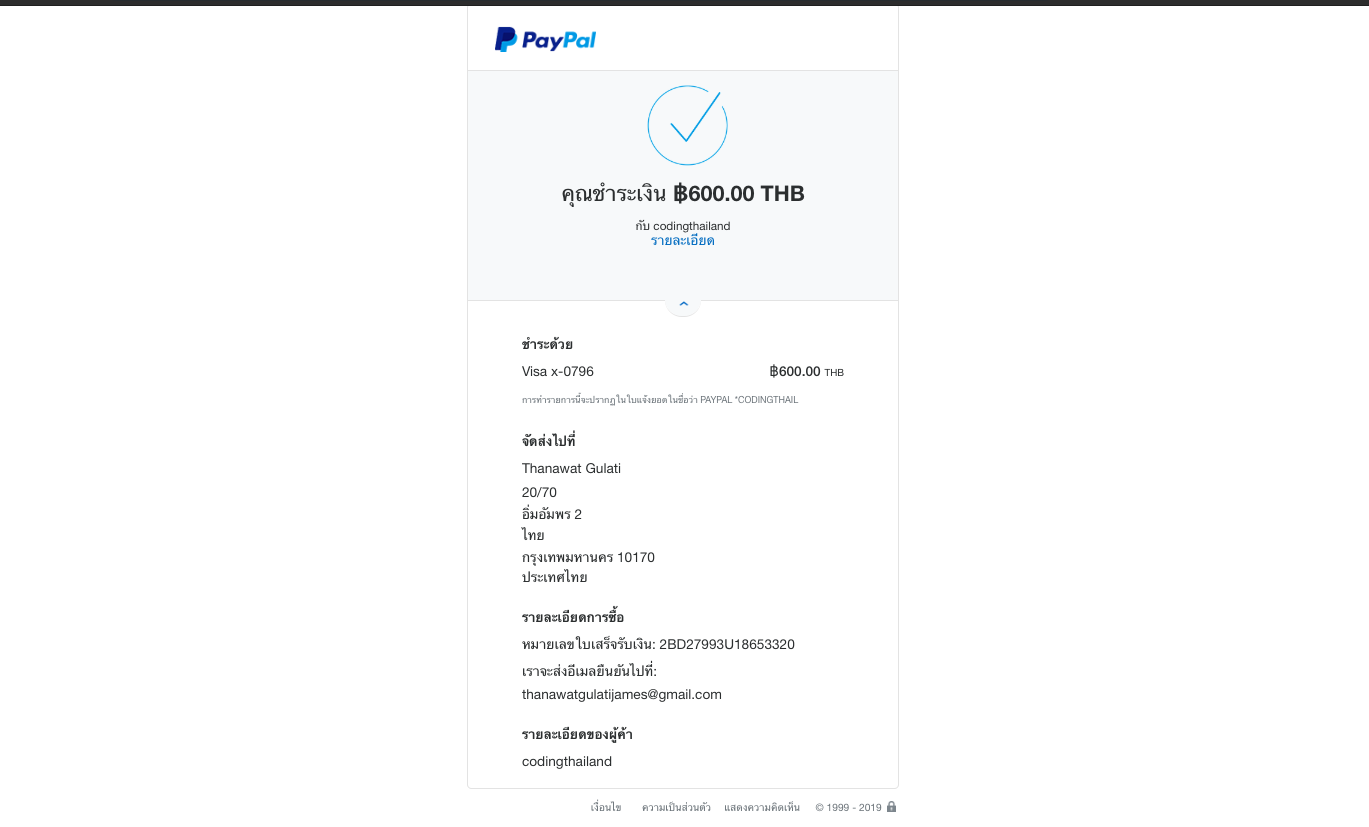 PayPal
คุณชำระเงิน ฿600.00 THB
กับ codingthailand
รายละเอียด
ชำระด้วย
Visa x-0796 ฿600.00 THB
การทำรายการนี้จะปรากฏในใบแจ้งยอดในชื่อว่า PAYPAL *CODINGTHAIL
จัดส่งไปที่
Thanawat Gulati
20/70
อิ่มอัมพร 2
ไทย
กรุงเทพมหานคร 10170
ประเทศไทย
รายละเอียดการซื้อ
หมายเลขใบเสร็จรับเงิน: 2BD27993U18653320
เราจะส่งอีเมลยืนยันไปที่:
thanawatgulatijames@gmail.com
รายละเอียดของผู้ค้า
codingthailand
เงื่อนไข ความเป็นส่วนตัว แสดงความคิดเห็น © 1999 - 2019